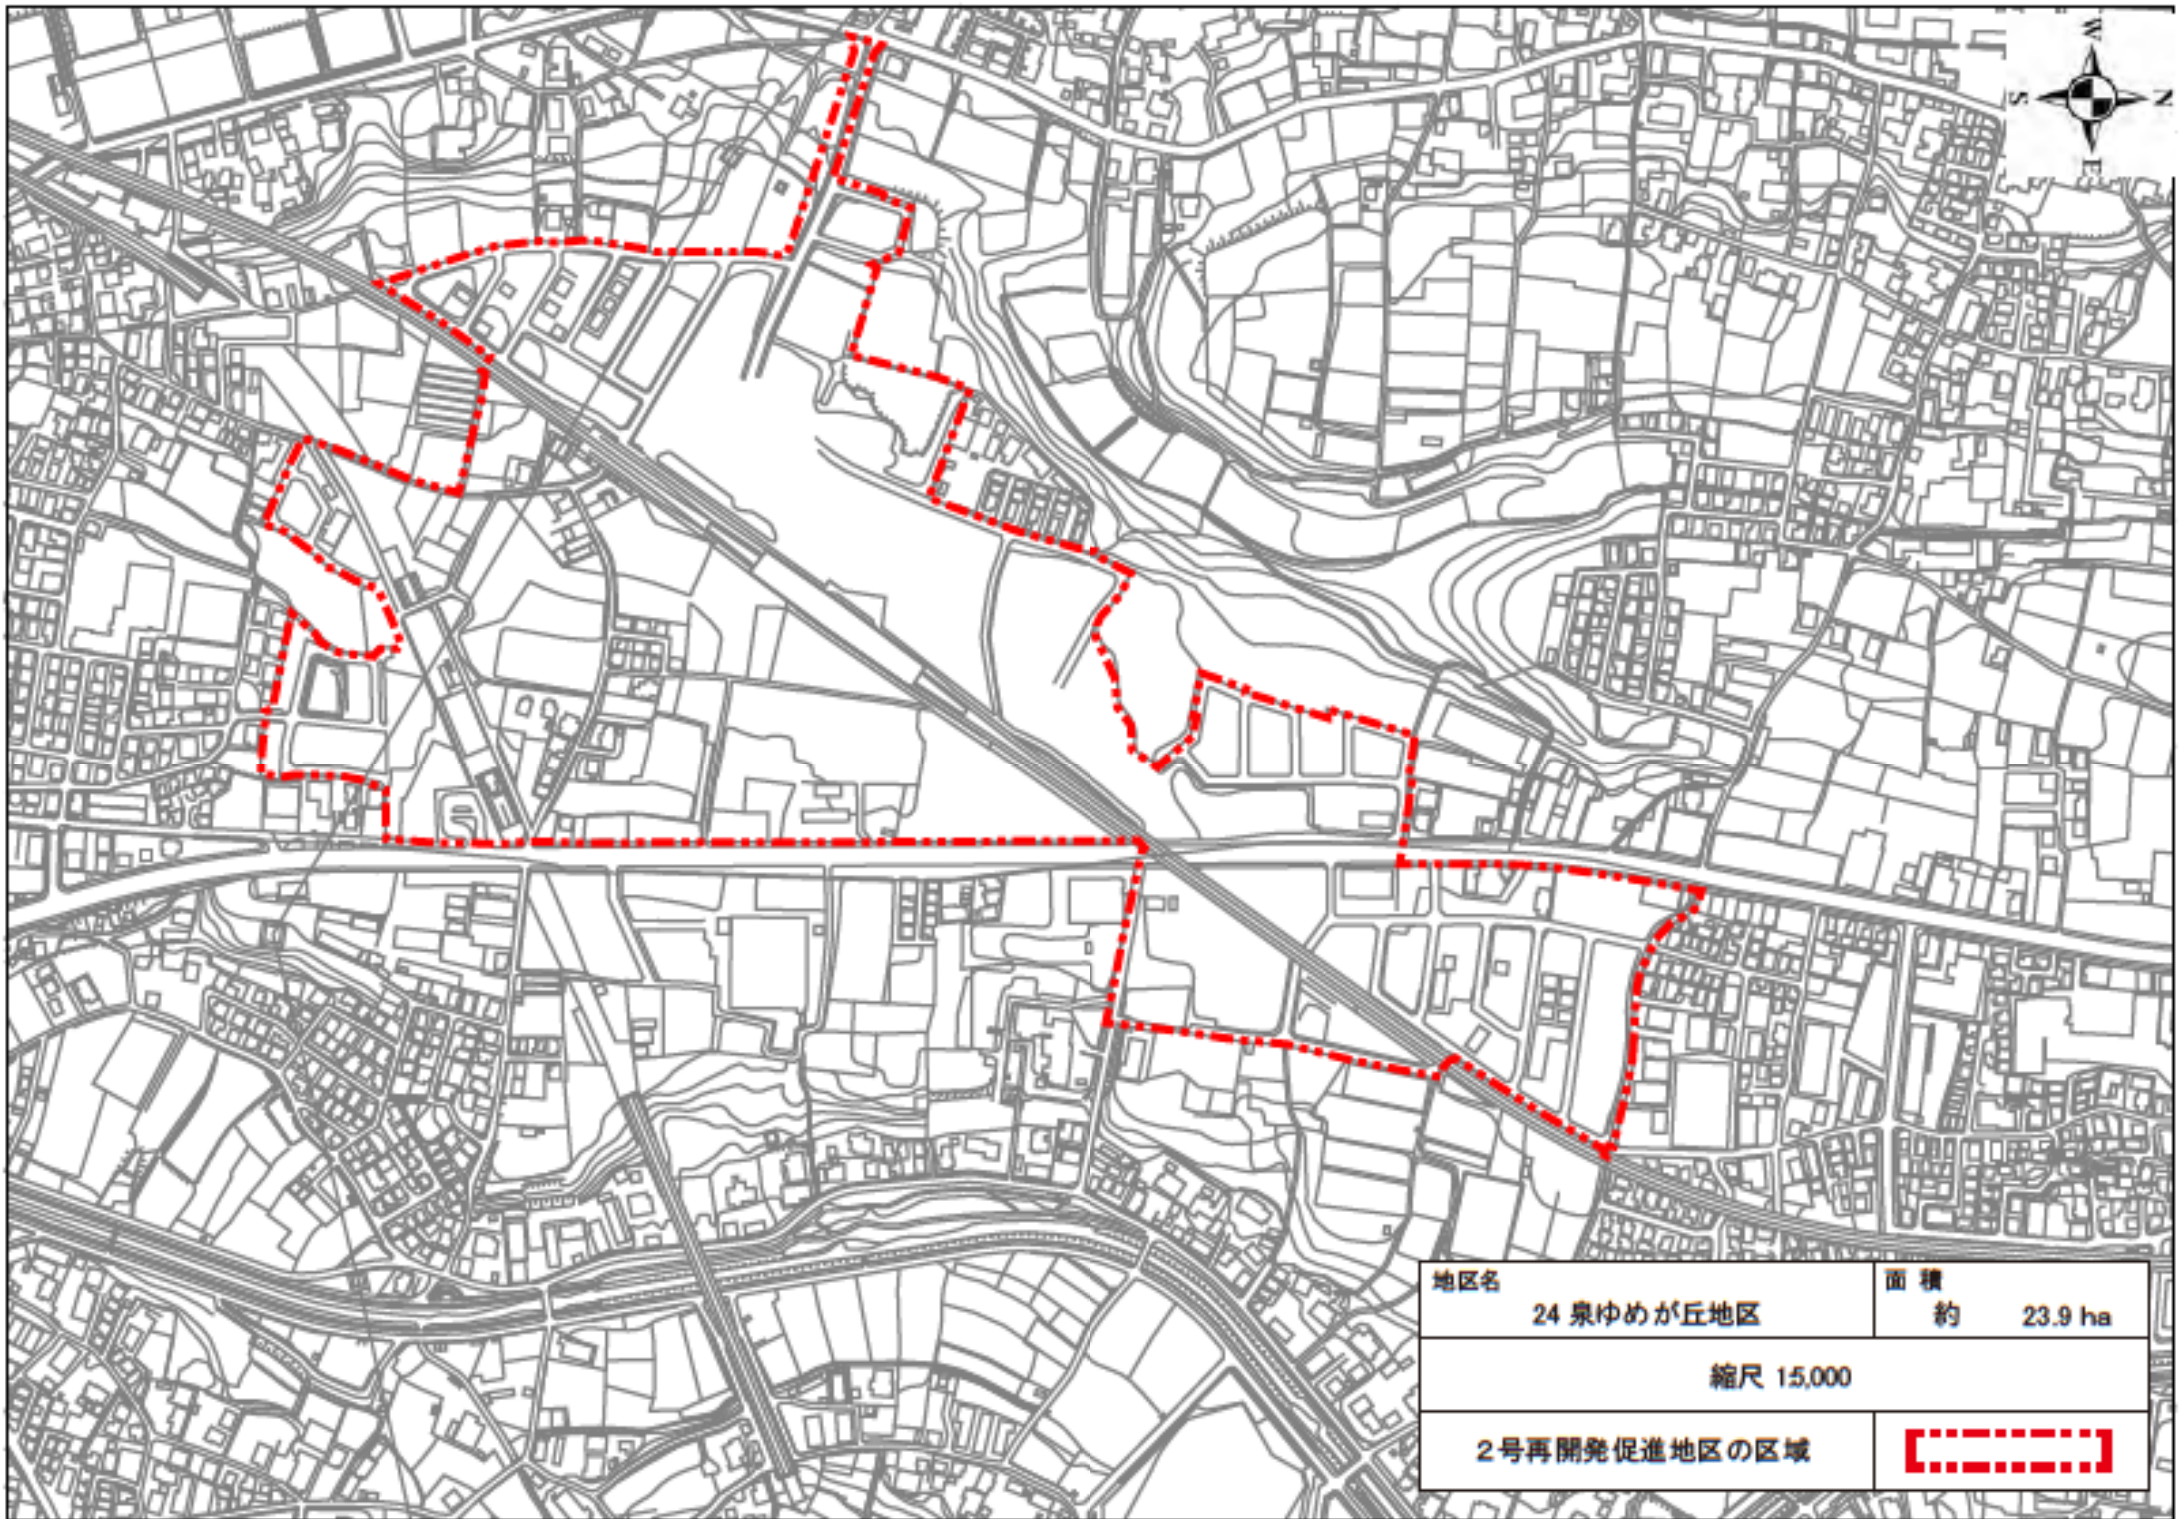 W
S
N
E
地区名
24 泉ゆめが丘地区
面 積
約 23.9 ha
縮尺 15,000
2号再開発促進地区の区域